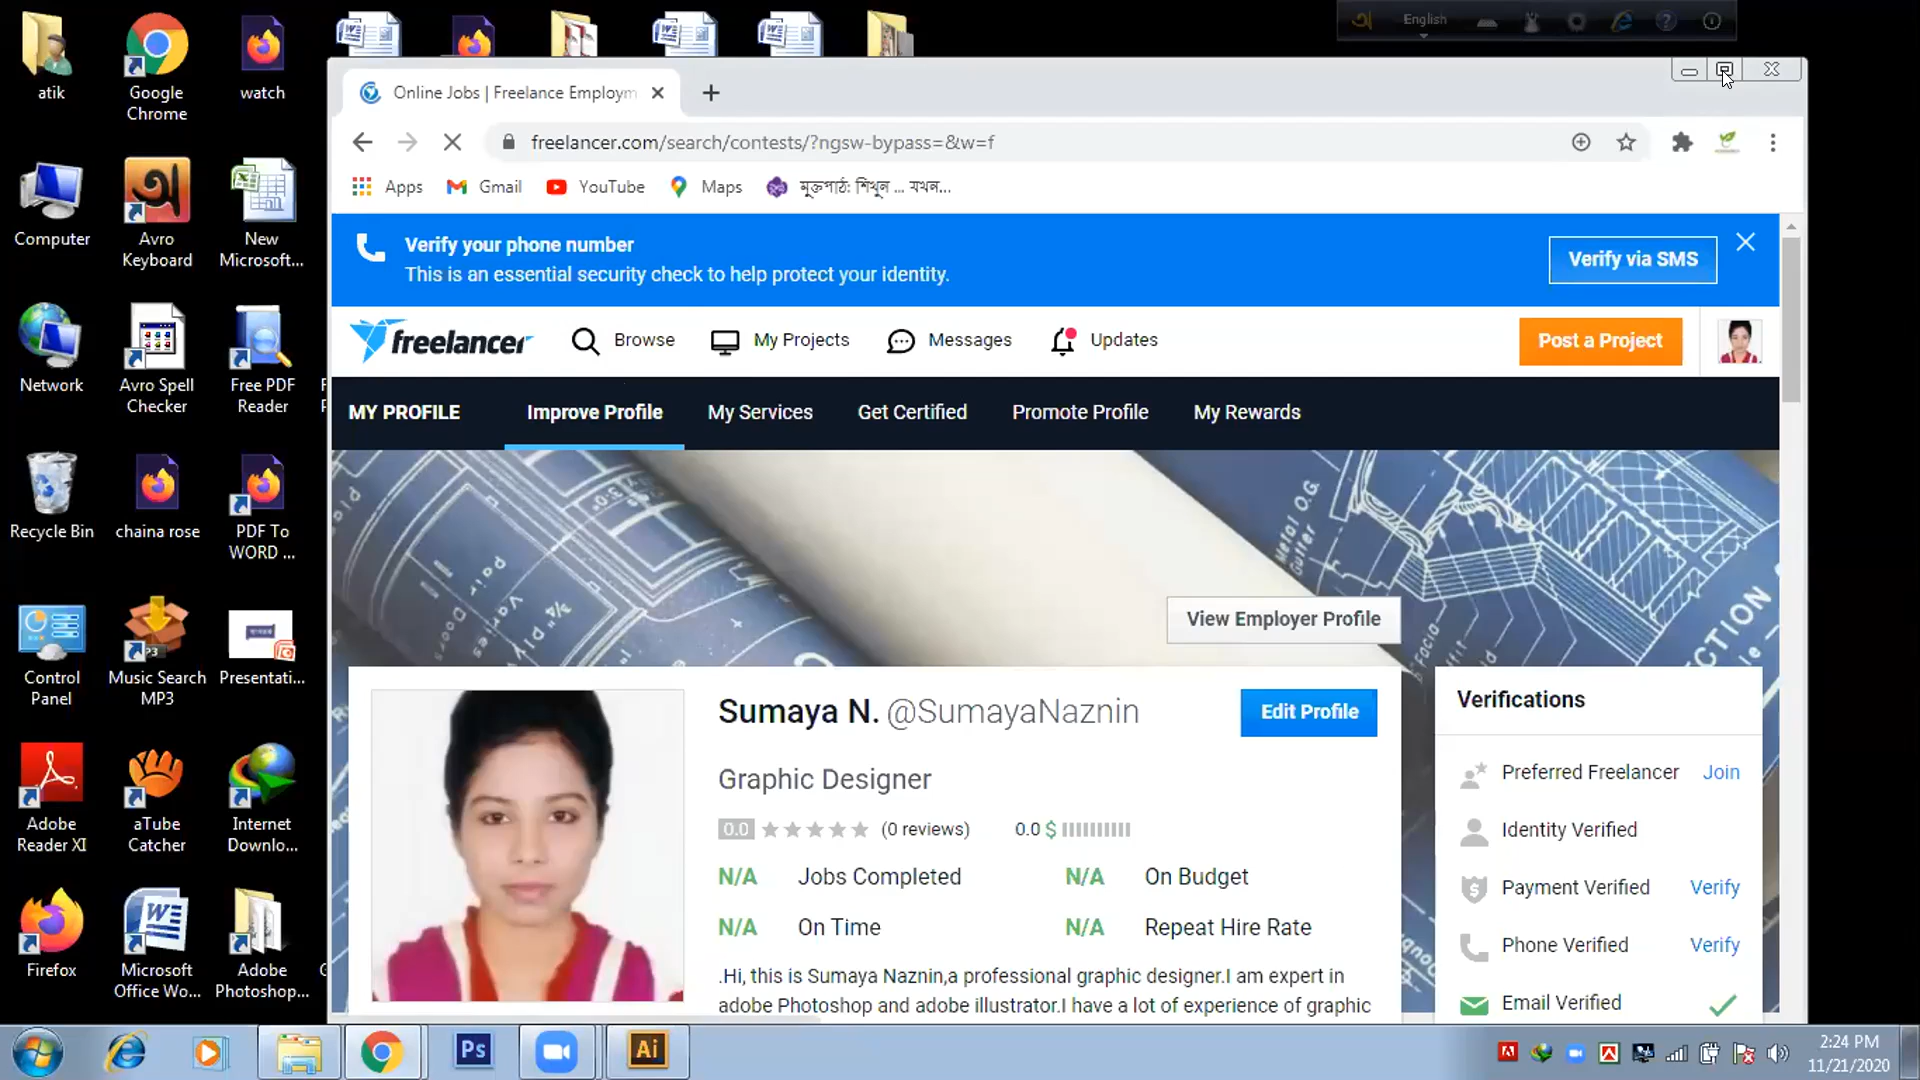 English
atik
Google
Chrome
watch
Computer
Avro
Keyboard
New
Microsoft...
Network
Avro Spell
Checker
Free PDF
Reader
Recycle Bin
chaina rose
PDF To
WORD ...
Control
Panel
Music Search
MP3
Presentati...
Adobe
Reader XI
aTube
Catcher
Internet
Downlo...
Firefox
Microsoft
Office Wo...
Adobe
Photoshop...
Online Jobs | Freelance Employm
freelancer.com/search/contests/?ngsw-bypass=&w=f
Apps
Gmail
YouTube
Maps
মুক্তপাঠ: শিখুন ... যখন...
Verify your phone number
This is an essential security check to help protect your identity.
Verify via SMS
freelancer
Browse
My Projects
Messages
Updates
Post a Project
MY PROFILE
Improve Profile
My Services
Get Certified
Promote Profile
My Rewards
Metal O.G.
Gutter
Pair Doors
View Employer Profile
Sumaya N. @SumayaNaznin
Edit Profile
Graphic Designer
0.0
(0 reviews)
0.0 $
N/A Jobs Completed
N/A On Budget
N/A On Time
N/A Repeat Hire Rate
.Hi, this is Sumaya Naznin,a professional graphic designer.I am expert in
adobe Photoshop and adobe illustrator.I have a lot of experience of graphic
Verifications
Preferred Freelancer Join
Identity Verified
Payment Verified Verify
Phone Verified Verify
Email Verified
Ps
Ai
2:24 PM
11/21/2020